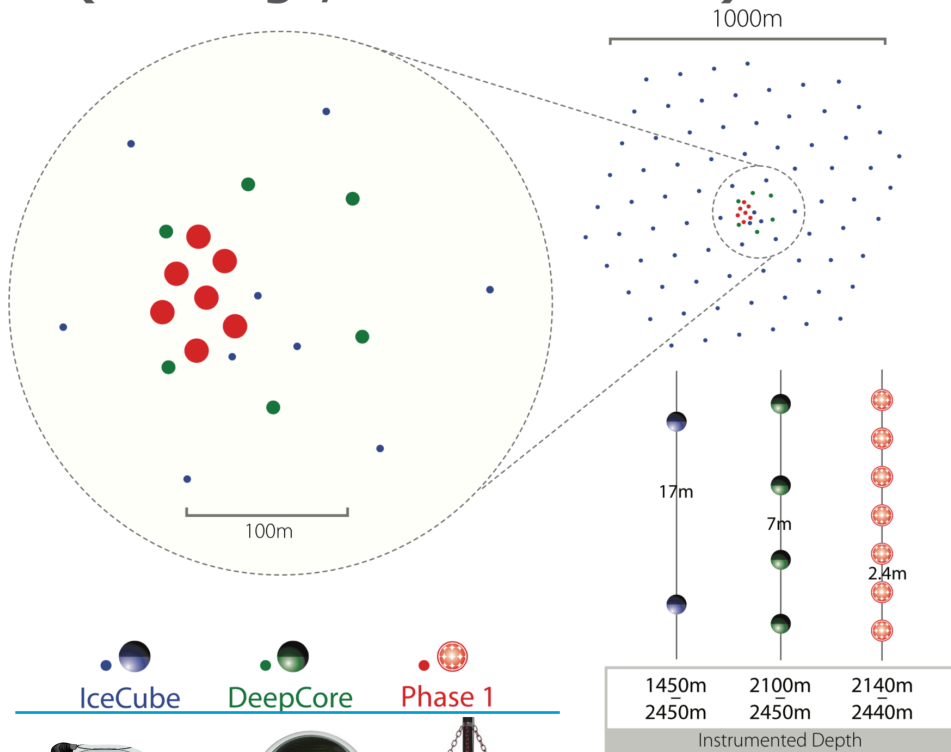 1000m
100m
17m
7m
2.4m
IceCube
DeepCore
Phase 1
1450m
–
2450m
2100m
–
2450m
2140m
–
2440m
Instrumented Depth